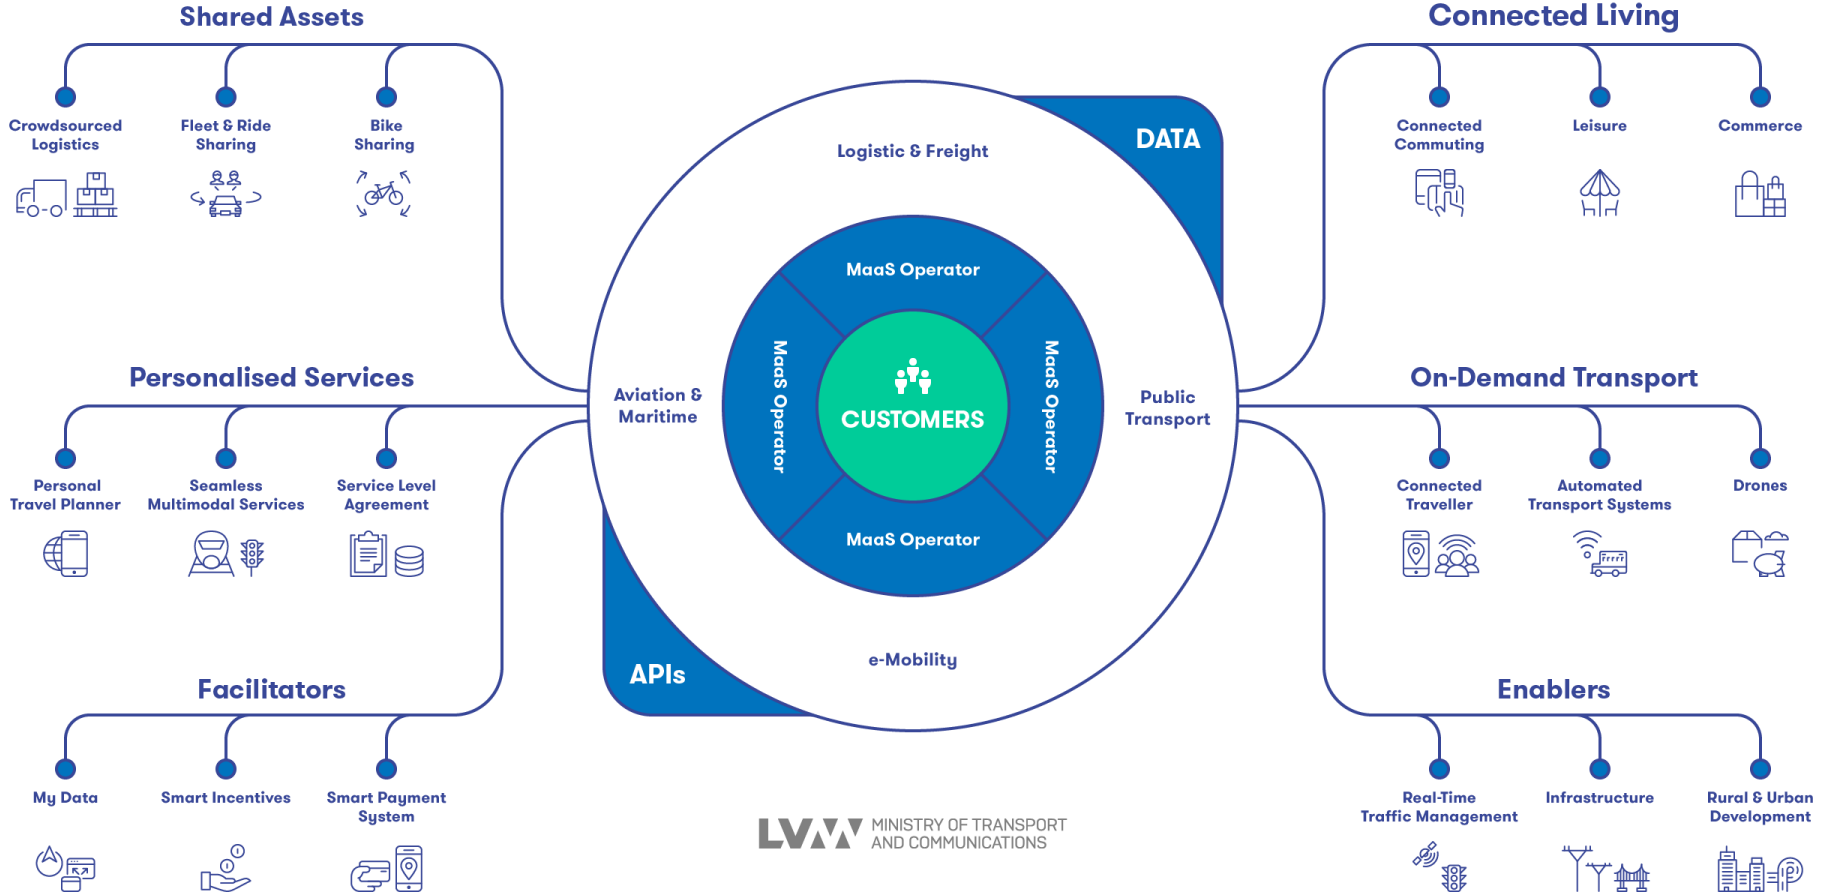 Shared Assets
Crowdsourced
Logistics
Fleet & Ride
Sharing
Bike
Sharing
Personalised Services
Personal
Travel Planner
Seamless
Multimodal Services
Service Level
Agreement
Facilitators
My Data
Smart Incentives
Smart Payment
System
DATA
Logistic & Freight
MaaS Operator
Aviation &
Maritime
MaaS Operator
CUSTOMERS
MaaS Operator
Public
Transport
MaaS Operator
e-Mobility
APIs
LVM
MINISTRY OF TRANSPORT
AND COMMUNICATIONS
Connected Living
Connected
Commuting
Leisure
Commerce
On-Demand Transport
Connected
Traveller
Automated
Transport Systems
Drones
Enablers
Real-Time
Traffic Management
Infrastructure
Rural & Urban
Development